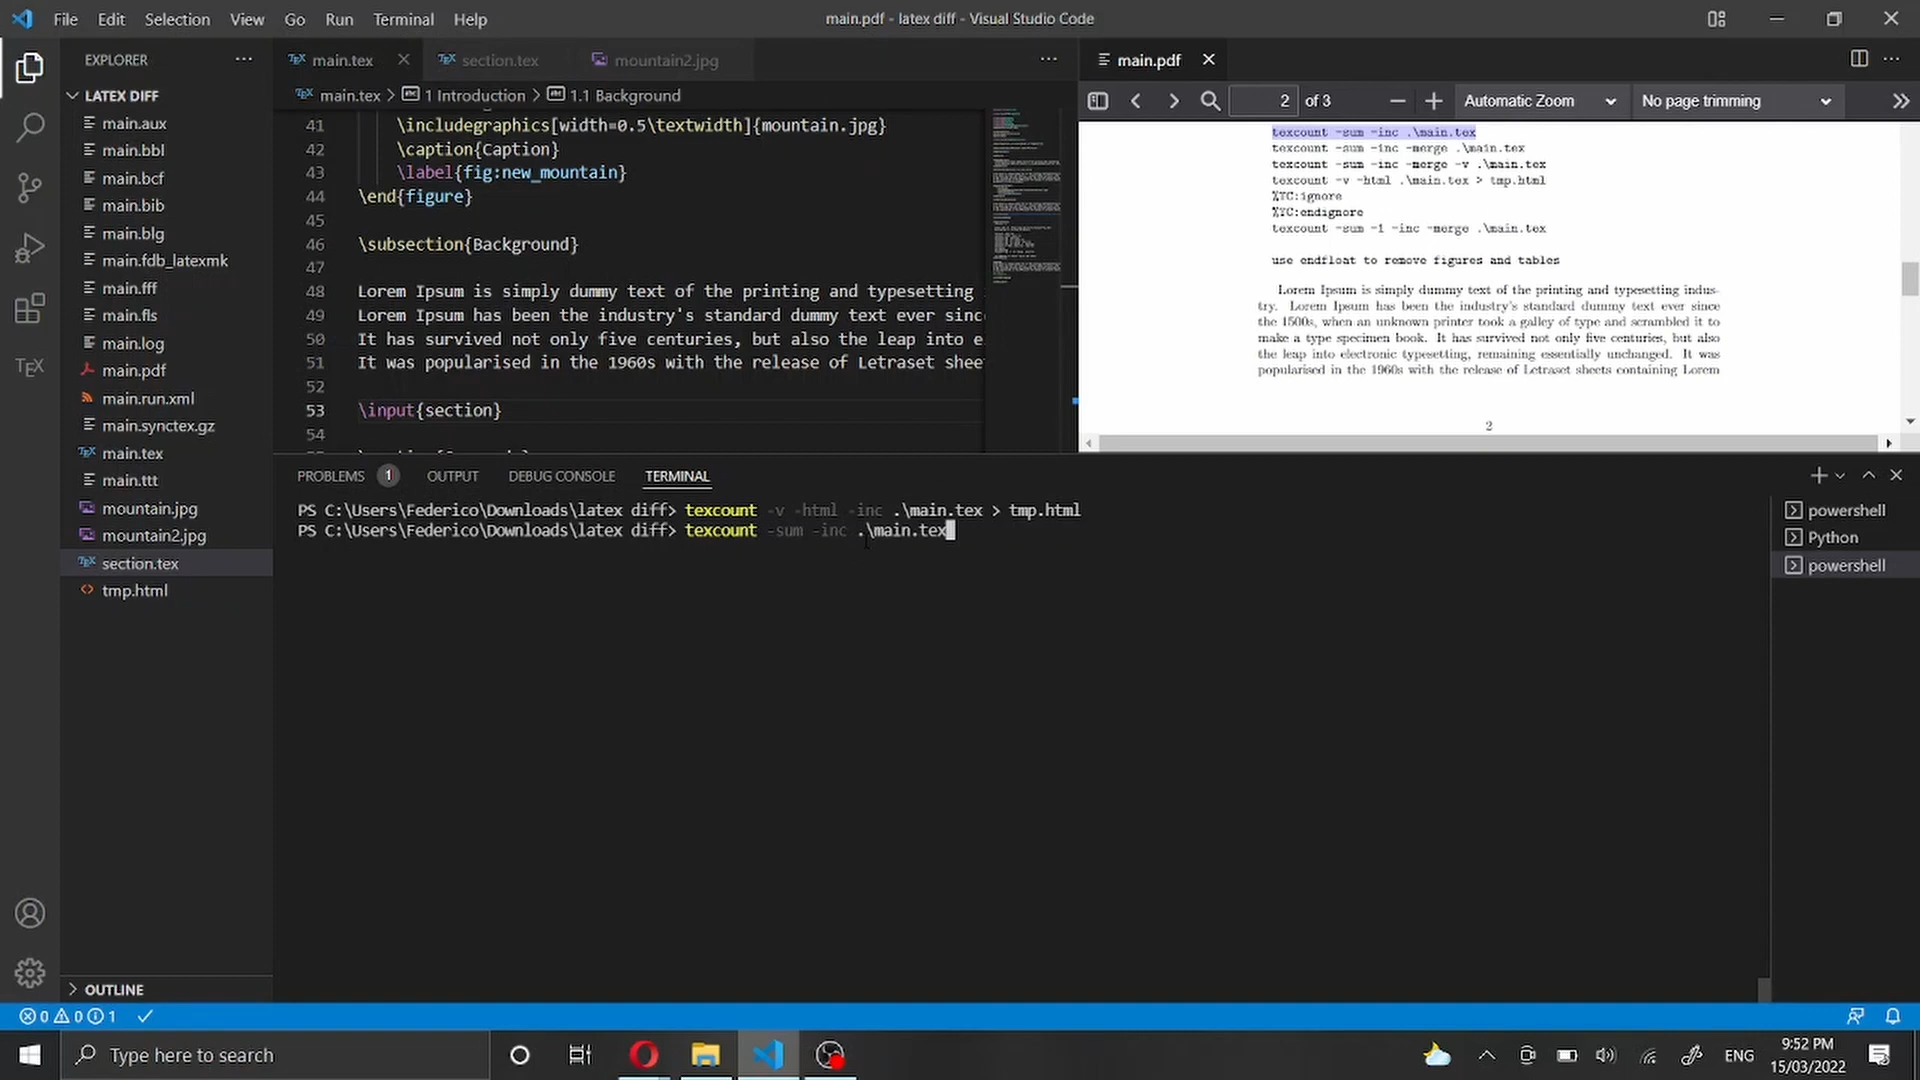 File Edit Selection View Go Run Terminal Help
main.pdf - latex diff - Visual Studio Code
EXPLORER
LATEX DIFF
main.aux
main.bbl
main.bcf
main.bib
main.blg
main.fdb_latexmk
main.fff
main.fls
main.log
main.pdf
main.run.xml
main.synctex.gz
main.tex
main.ttt
mountain.jpg
mountain2.jpg
section.tex
tmp.html
OUTLINE
TEX main.tex TEX section.tex mountain2.jpg
TEX main.tex > abc 1 Introduction > abc 1.1 Background
41 \includegraphics[width=0.5\textwidth]{mountain.jpg}
42 \caption{Caption}
43 \label{fig:new_mountain}
44 \end{figure}
45
46 \subsection{Background}
47
48 Lorem Ipsum is simply dummy text of the printing and typesetting
49 Lorem Ipsum has been the industry's standard dummy text ever sinc
50 It has survived not only five centuries, but also the leap into e
51 It was popularised in the 1960s with the release of Letraset shee
52
53 \input{section}
54
main.pdf
2 of 3 Automatic Zoom No page trimming
texcount -sum -inc .\main.tex
texcount -sum -inc -merge .\main.tex
texcount -sum -inc -merge -v .\main.tex
texcount -v -html .\main.tex > tmp.html
%TC:ignore
%TC:endignore
texcount -sum -1 -inc -merge .\main.tex
use endfloat to remove figures and tables
Lorem Ipsum is simply dummy text of the printing and typesetting indus-
try. Lorem Ipsum has been the industry's standard dummy text ever since
the 1500s, when an unknown printer took a galley of type and scrambled it to
make a type specimen book. It has survived not only five centuries, but also
the leap into electronic typesetting, remaining essentially unchanged. It was
popularised in the 1960s with the release of Letraset sheets containing Lorem
2
PROBLEMS 1 OUTPUT DEBUG CONSOLE TERMINAL
PS C:\Users\Federico\Downloads\latex diff> texcount -v -html -inc .\main.tex > tmp.html
PS C:\Users\Federico\Downloads\latex diff> texcount -sum -inc .\main.tex
powershell
Python
powershell
0 0 1
Type here to search
ENG
9:52 PM
15/03/2022